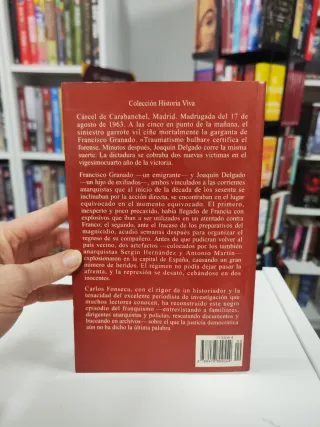 Colección Historia Viva
Cárcel de Carabanchel, Madrid. Madrugada del 17 de
agosto de 1963. A las cinco en punto de la mañana, el
siniestro garrote vil ciñe mortalmente la garganta de
Francisco Granado. «Traumatismo bulbar» certifica el
forense. Minutos después, Joaquín Delgado corre la misma
suerte. La dictadura se cobraba dos nuevas víctimas en el
vigesimocuarto año de la victoria.
Francisco Granado —un emigrante— y Joaquín Delgado
—un hijo de exiliados—, ambos vinculados a las corrientes
anarquistas que al inicio de la década de los sesenta se
inclinaban por la acción directa, se encontraban en el lugar
equivocado en el momento equivocado. El primero,
inexperto y poco precavido, había llegado de Francia con
explosivos que iban a ser utilizados en un atentado contra
Franco; el segundo, ante el fracaso de los preparativos del
magnicidio, acudió semanas después para organizar el
regreso de su compañero. Antes de que pudieran volver al
país vecino, dos artefactos —colocados por los también
anarquistas Sergio Hernández y Antonio Martín—
explosionaron en la capital de España, causando un gran
número de heridos. El régimen no podía dejar pasar la
afrenta, y la represión se desató, cebándose en dos
inocentes.
Carlos Fonseca, con el rigor de un historiador y la
tenacidad del excelente periodista de investigación que
muchos lectores conocen, ha reconstruido este negro
episodio del franquismo —entrevistando a familiares,
dirigentes anarquistas y policías, rescatando documentos y
buceando en archivos— sobre el que la justicia democrática
aún no ha dicho la última palabra.